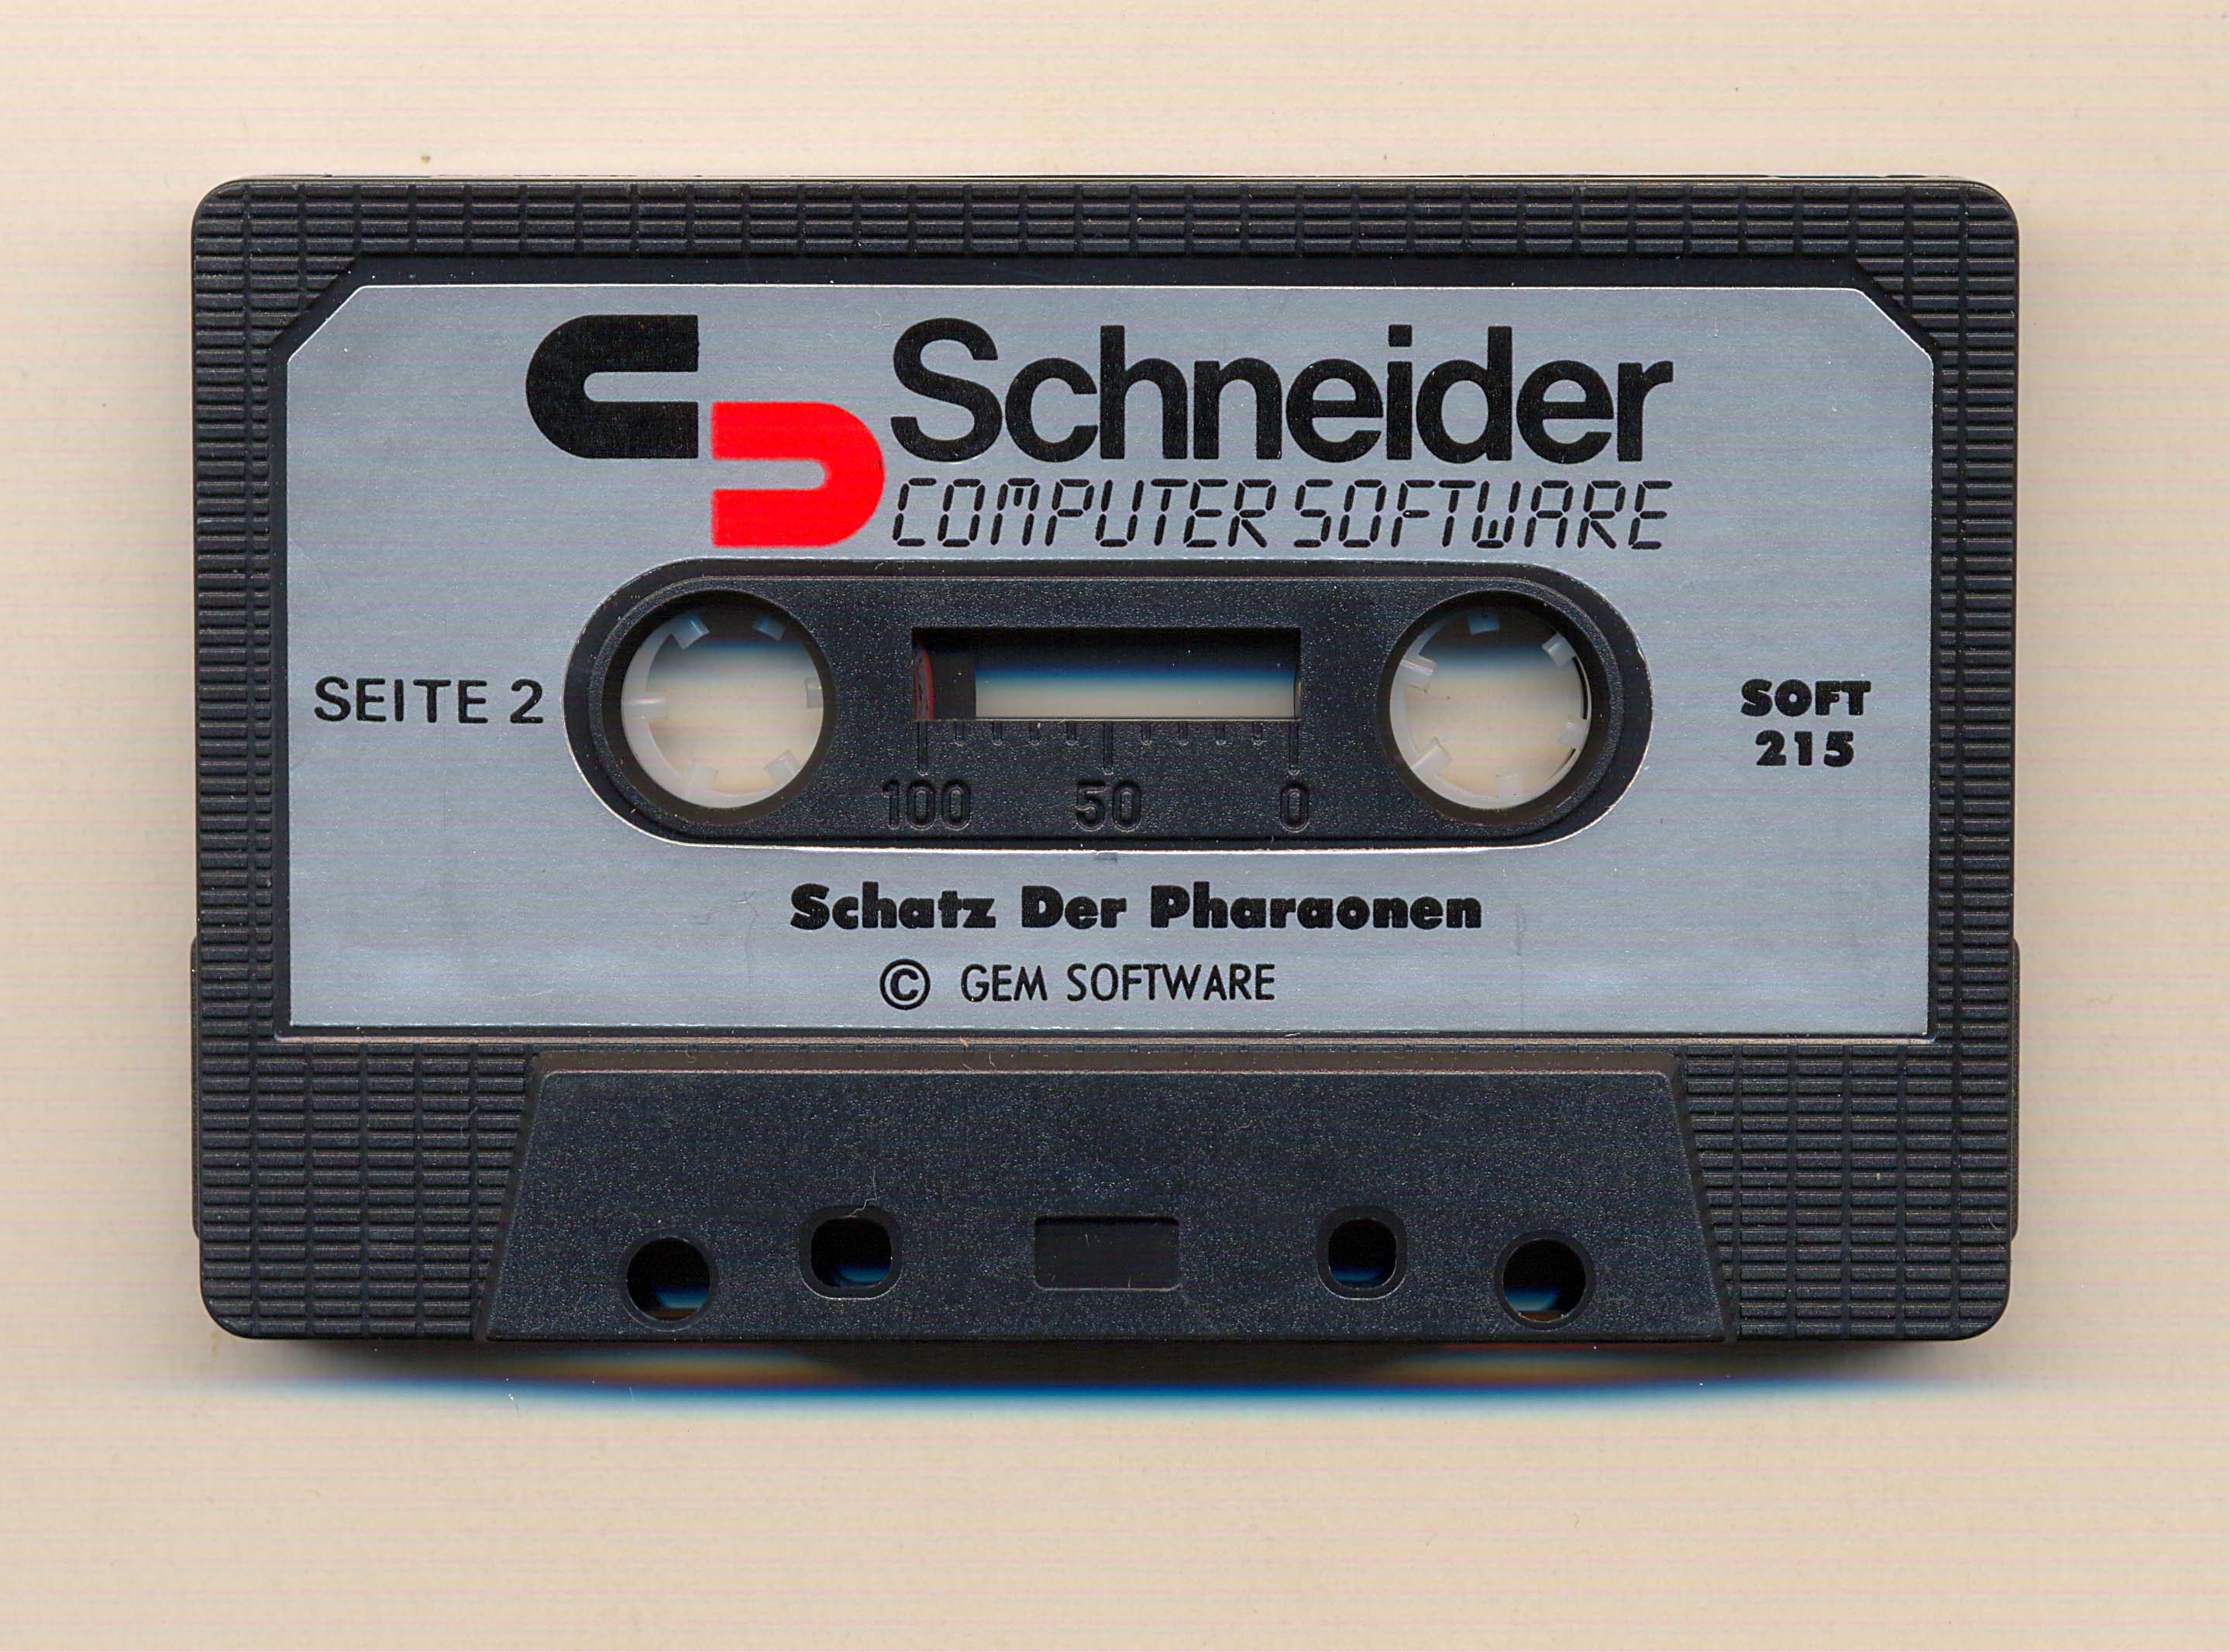 Schneider
COMPUTER SOFTWARE
SEITE 2
SOFT
215
100 50 0
Schatz Der Pharaonen
© GEM SOFTWARE